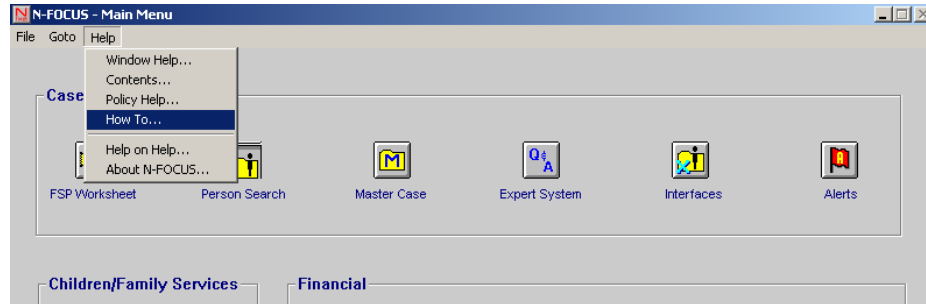 N-FOCUS - Main Menu
File Goto Help
Window Help...
Contents...
Policy Help...
How To...
Help on Help...
About N-FOCUS...
Case
FSP Worksheet Person Search Master Case Expert System Interfaces Alerts
Children/Family Services Financial